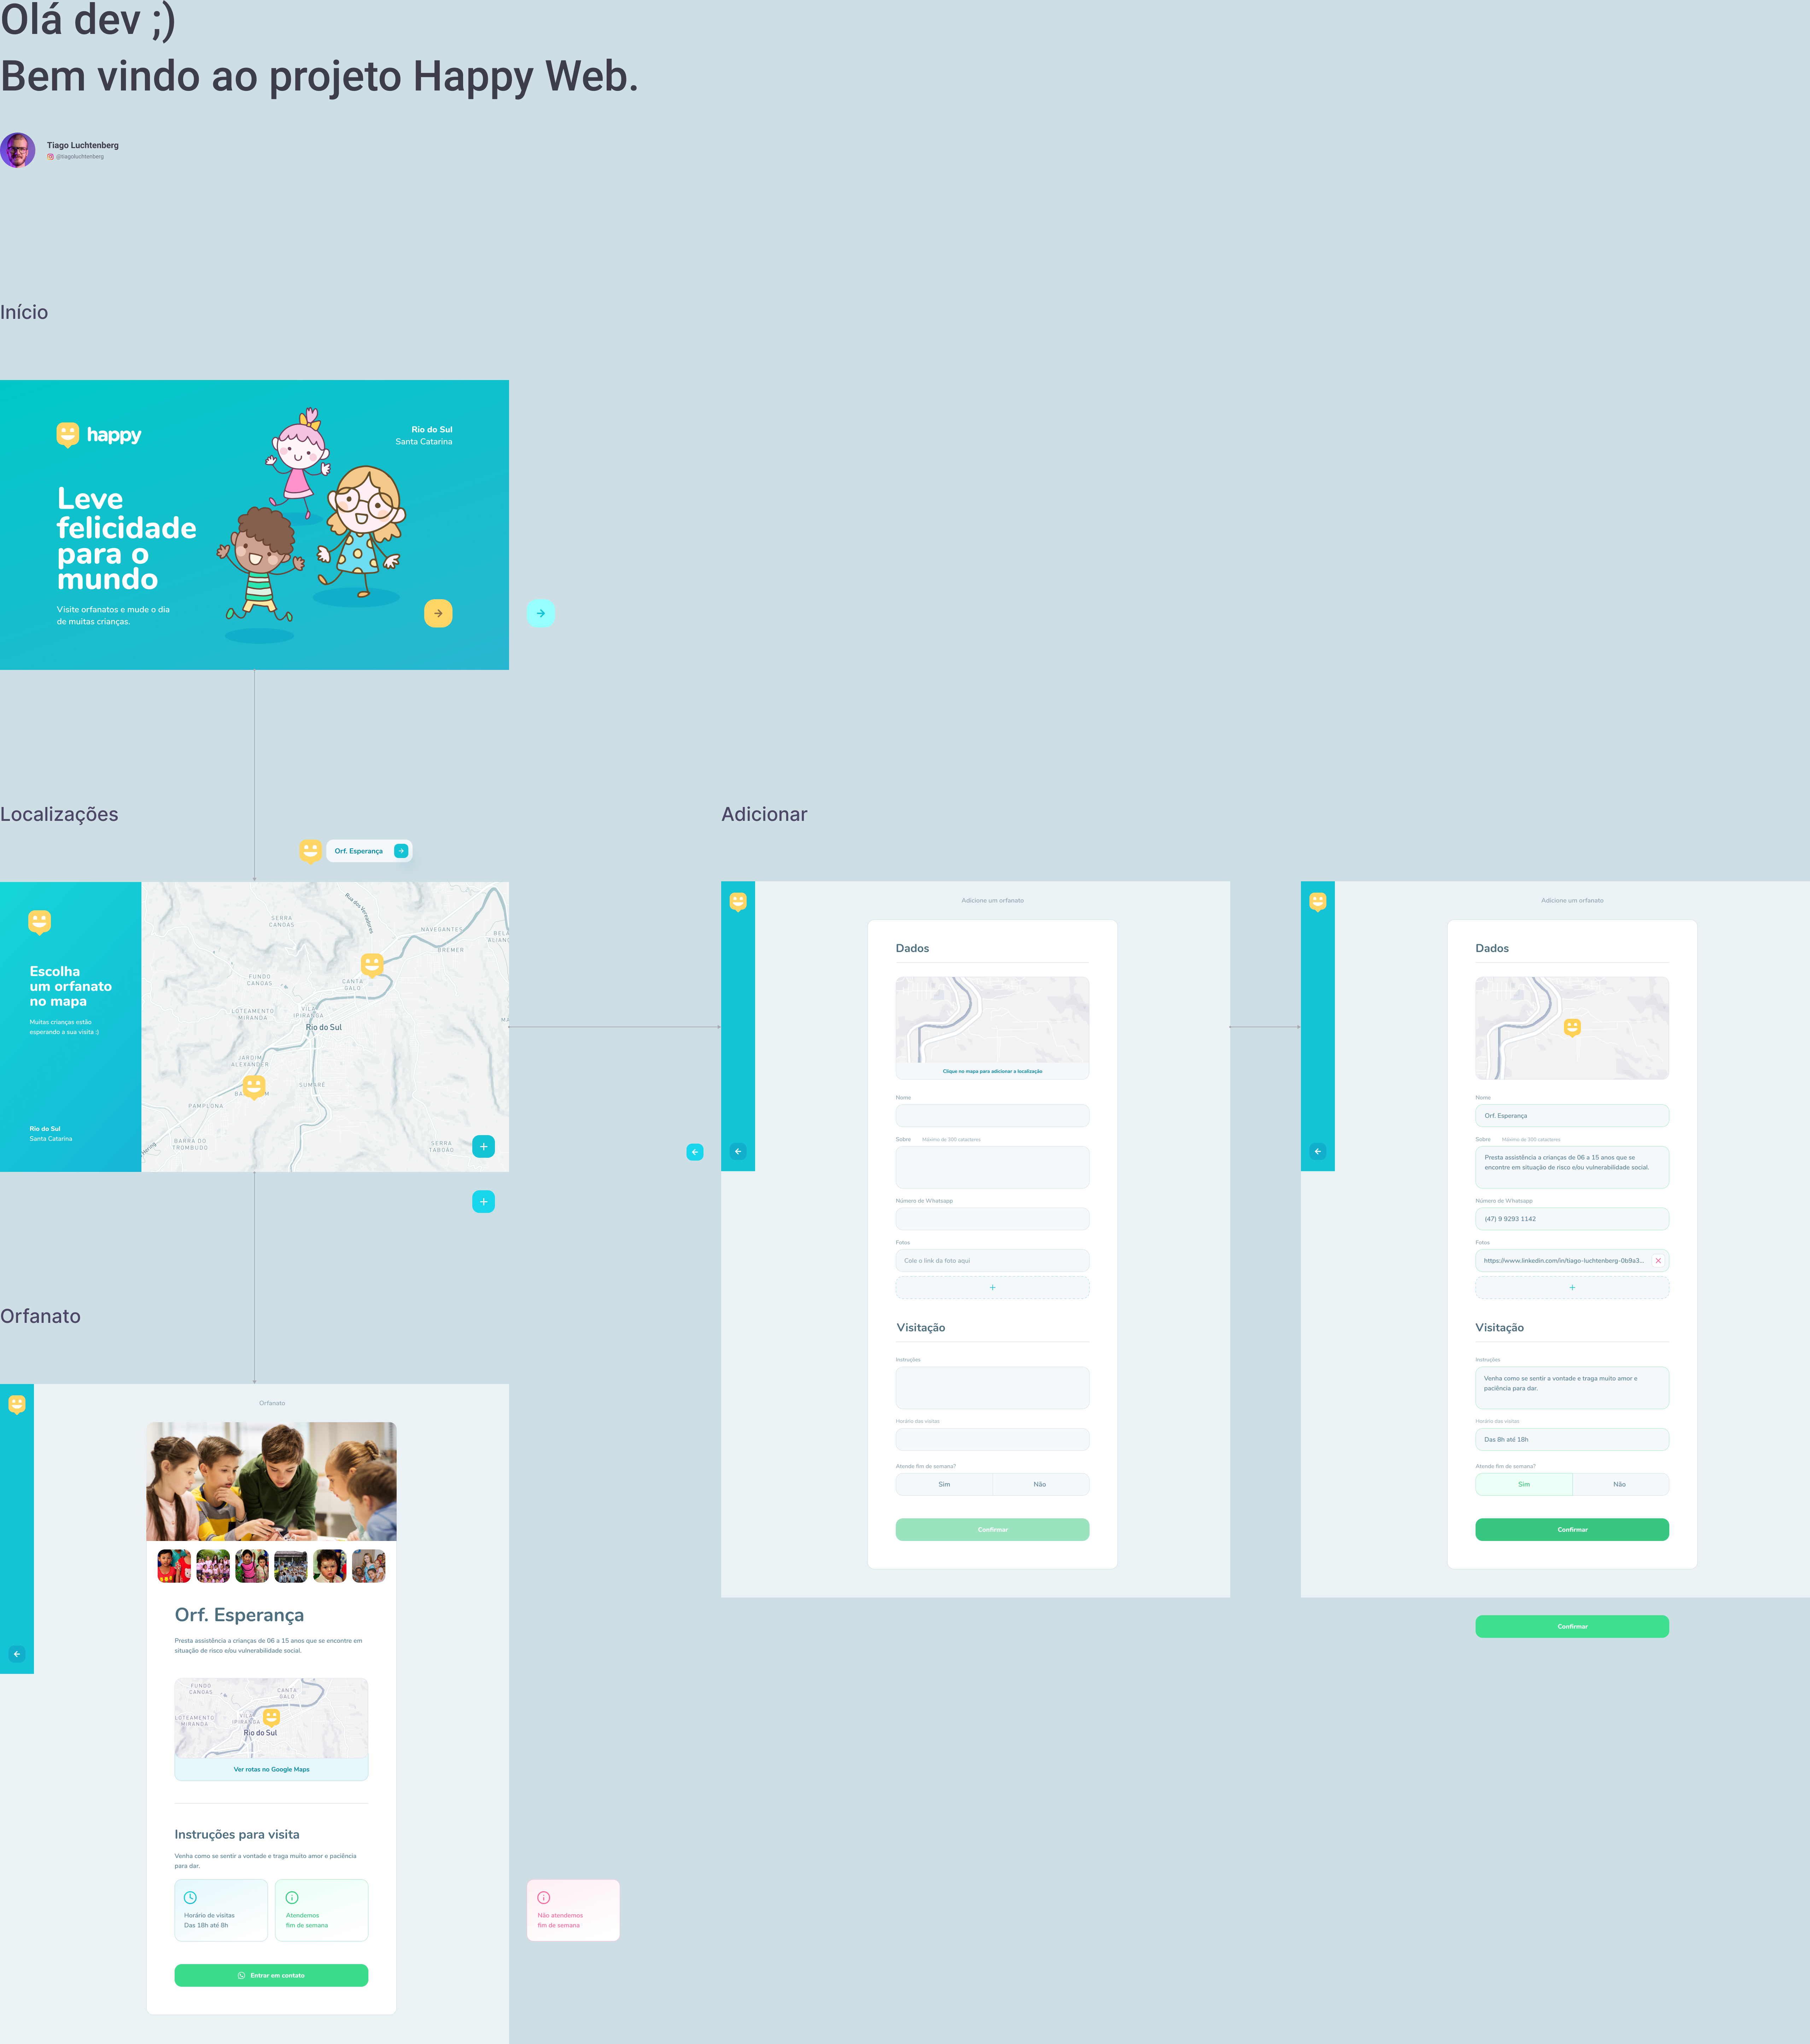 Olá dev ;)
Bem vindo ao projeto Happy Web.
Tiago Luchtenberg
@tiagoluchtenberg
Início
happy
Rio do Sul
Santa Catarina
Leve
felicidade
para o
mundo
Visite orfanatos e mude o dia
de muitas crianças.
Localizações
Orf. Esperança
Escolha
um orfanato
no mapa
Muitas crianças estão
esperando a sua visita :)
Rio do Sul
Santa Catarina
Rua dos Vereadores
SERRA
CANOAS
NAVEGANTES
BELA
ALIANÇ
BREMER
FUNDO
CANOAS
CANTA
GALO
LOTEAMENTO
MIRANDA
VILA
IPIRANGA
MA
Rio do Sul
JARDIM
ALEXANDER
SUMARÉ
PAMPLONA
BARRA DO
TROMBUDO
SERRA
TABOÃO
Adicionar
Adicione um orfanato
Dados
Clique no mapa para adicionar a localização
Nome
Sobre
Máximo de 300 catacteres
Número de Whatsapp
Fotos
Cole o link da foto aqui
+
Visitação
Instruções
Horário das visitas
Atende fim de semana?
Sim
Não
Confirmar
Adicione um orfanato
Dados
Nome
Orf. Esperança
Sobre
Máximo de 300 catacteres
Presta assistência a crianças de 06 a 15 anos que se
encontre em situação de risco e/ou vulnerabilidade social.
Número de Whatsapp
(47) 9 9293 1142
Fotos
https://www.linkedin.com/in/tiago-luchtenberg-0b9a3...
+
Visitação
Instruções
Venha como se sentir a vontade e traga muito amor e
paciência para dar.
Horário das visitas
Das 8h até 18h
Atende fim de semana?
Sim
Não
Confirmar
Confirmar
Orfanato
Orfanato
Orf. Esperança
Presta assistência a crianças de 06 a 15 anos que se encontre em
situação de risco e/ou vulnerabilidade social.
FUNDO
CANOAS
CANTA
GALO
LOTEAMENTO
MIRANDA
VILA
IPIRANGA
Rio do Sul
Ver rotas no Google Maps
Instruções para visita
Venha como se sentir a vontade e traga muito amor e paciência
para dar.
Horário de visitas
Das 18h até 8h
Atendemos
fim de semana
Não atendemos
fim de semana
Entrar em contato